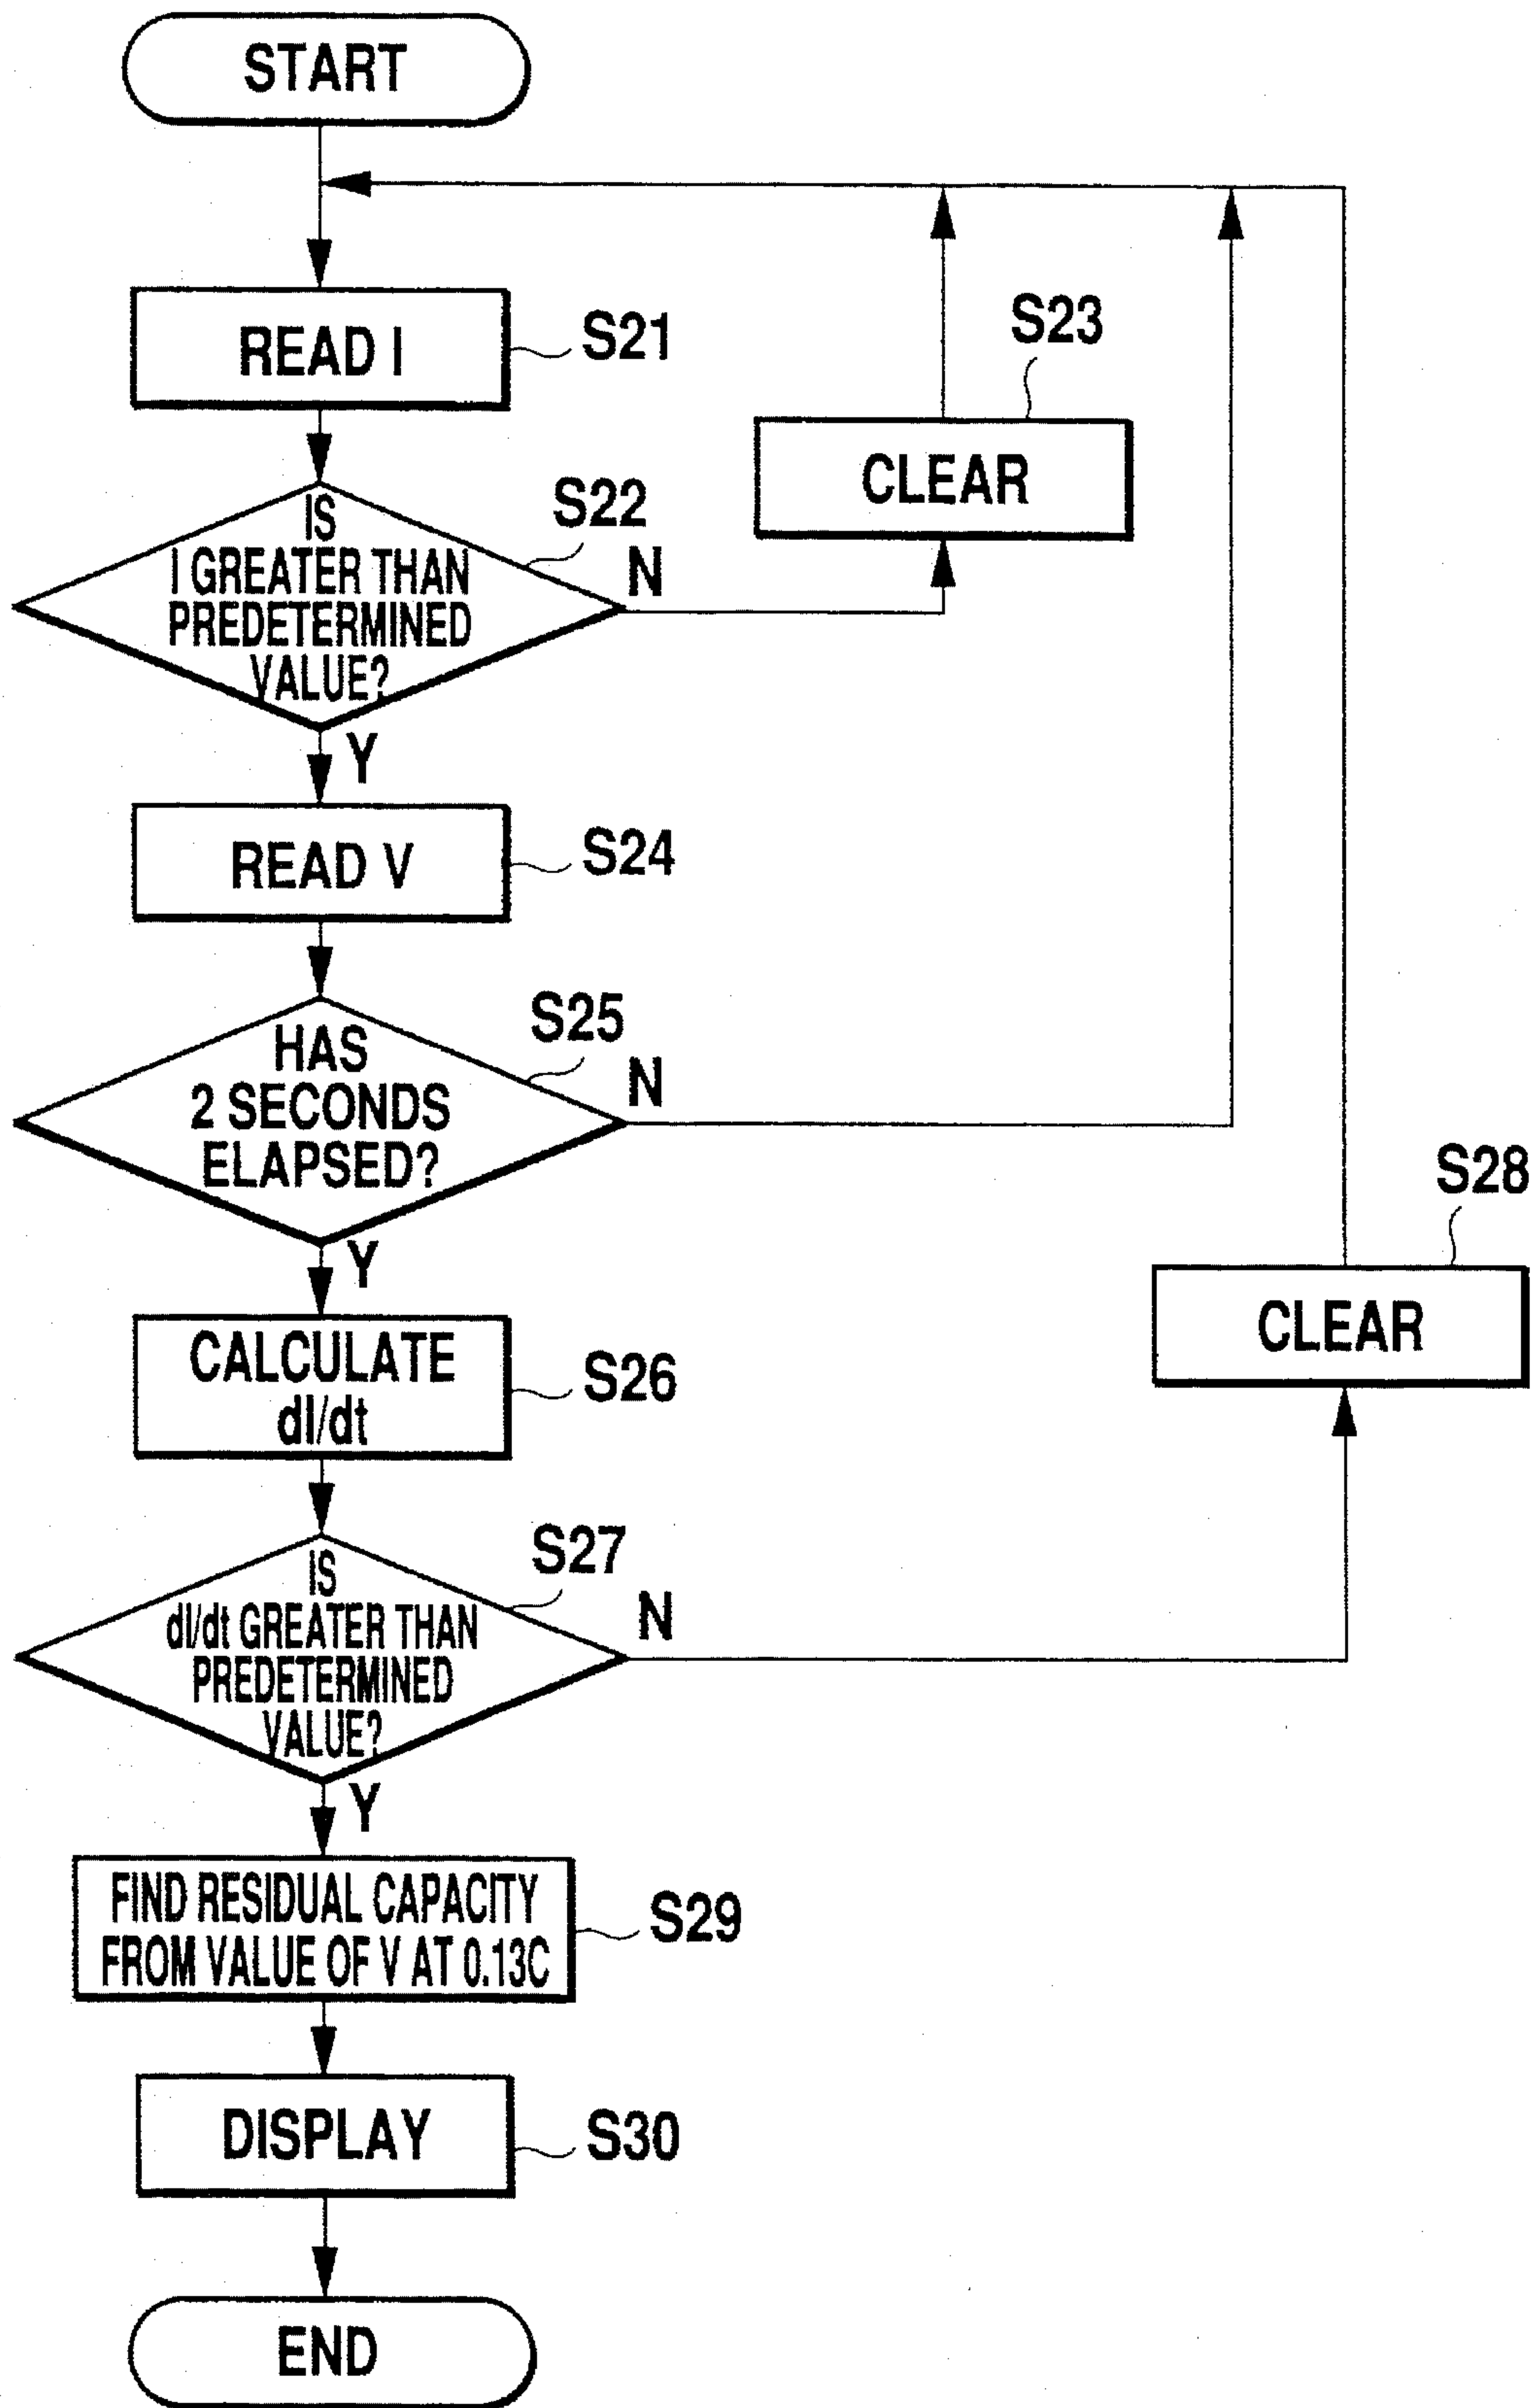 START
READ I
S21
S23
CLEAR
S22
IS
I GREATER THAN
PREDETERMINED
VALUE?
N
Y
READ V
S24
S25
HAS
2 SECONDS
ELAPSED?
N
Y
S28
CLEAR
CALCULATE
dI/dt
S26
S27
IS
dI/dt GREATER THAN
PREDETERMINED
VALUE?
N
Y
FIND RESIDUAL CAPACITY
FROM VALUE OF V AT 0.13C
S29
DISPLAY
S30
END